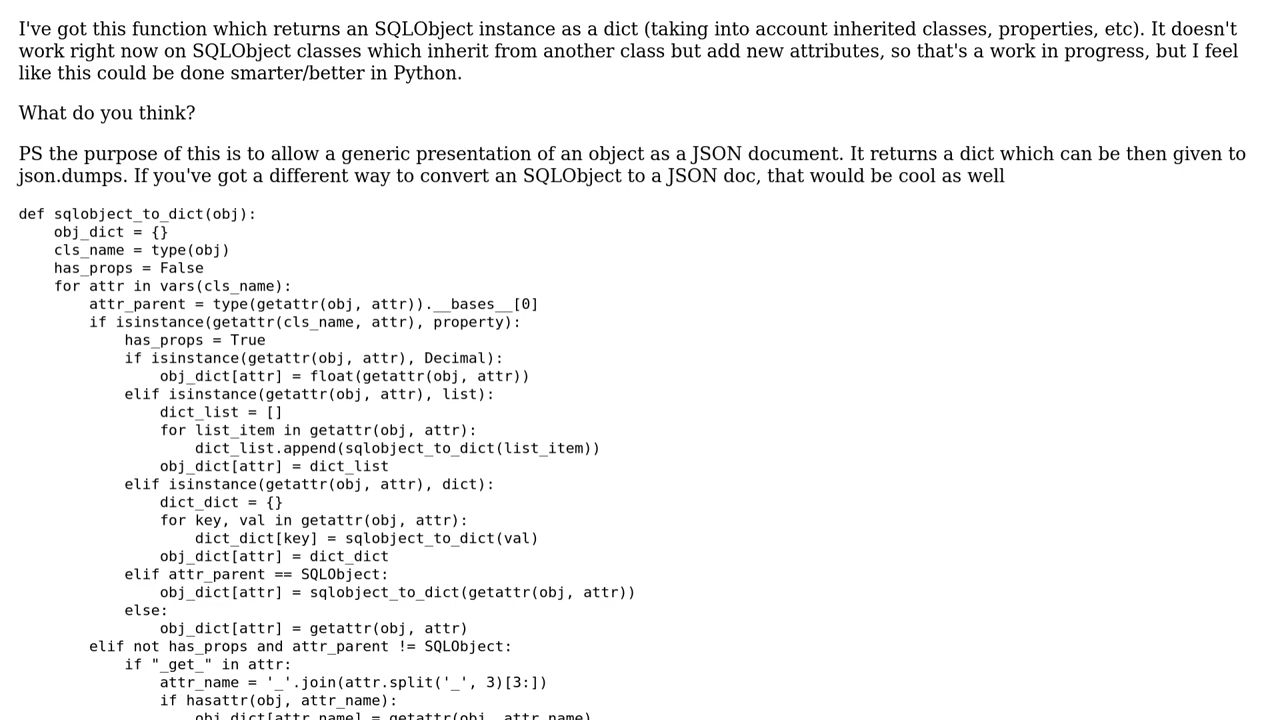 I've got this function which returns an SQLObject instance as a dict (taking into account inherited classes, properties, etc). It doesn't
work right now on SQLObject classes which inherit from another class but add new attributes, so that's a work in progress, but I feel
like this could be done smarter/better in Python.
What do you think?
PS the purpose of this is to allow a generic presentation of an object as a JSON document. It returns a dict which can be then given to
json.dumps. If you've got a different way to convert an SQLObject to a JSON doc, that would be cool as well
def sqlobject_to_dict(obj):
    obj_dict = {}
    cls_name = type(obj)
    has_props = False
    for attr in vars(cls_name):
        attr_parent = type(getattr(obj, attr)).__bases__[0]
        if isinstance(getattr(cls_name, attr), property):
            has_props = True
            if isinstance(getattr(obj, attr), Decimal):
                obj_dict[attr] = float(getattr(obj, attr))
            elif isinstance(getattr(obj, attr), list):
                dict_list = []
                for list_item in getattr(obj, attr):
                    dict_list.append(sqlobject_to_dict(list_item))
                obj_dict[attr] = dict_list
            elif isinstance(getattr(obj, attr), dict):
                dict_dict = {}
                for key, val in getattr(obj, attr):
                    dict_dict[key] = sqlobject_to_dict(val)
                obj_dict[attr] = dict_dict
            elif attr_parent == SQLObject:
                obj_dict[attr] = sqlobject_to_dict(getattr(obj, attr))
            else:
                obj_dict[attr] = getattr(obj, attr)
        elif not has_props and attr_parent != SQLObject:
            if "_get_" in attr:
                attr_name = '_'.join(attr.split('_', 3)[3:])
                if hasattr(obj, attr_name):
                    obj_dict[attr_name] = getattr(obj, attr_name)